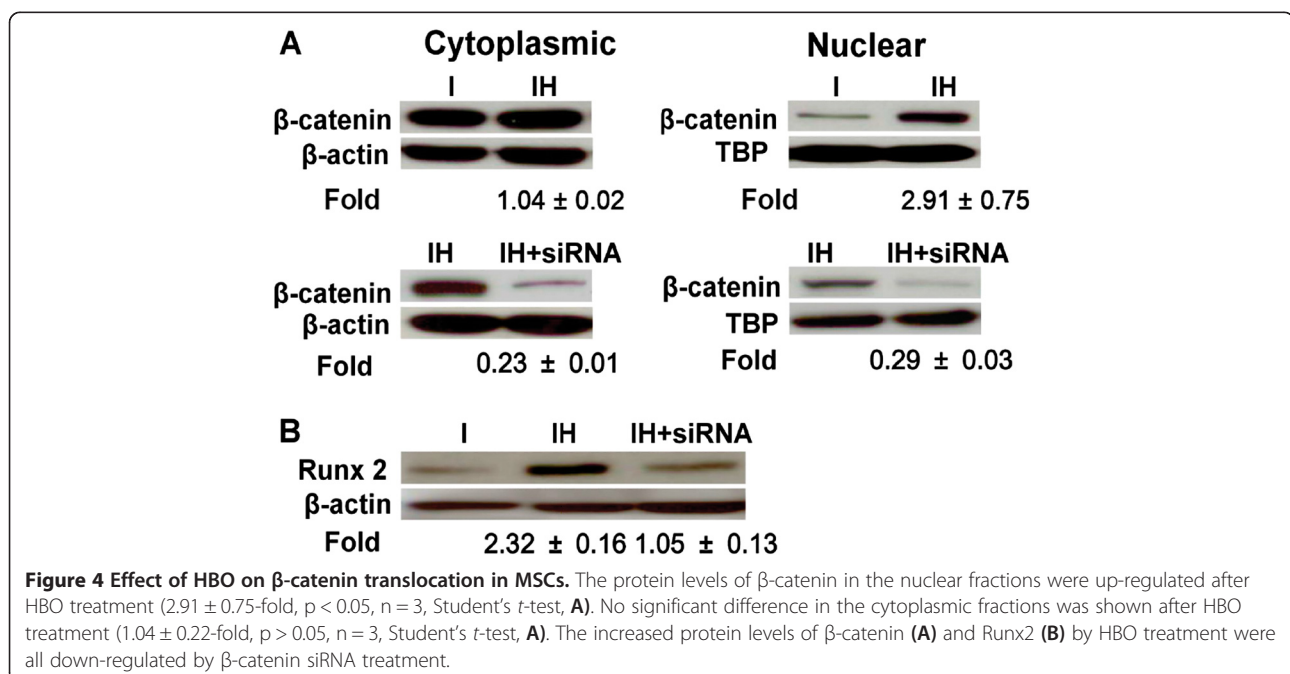 A Cytoplasmic Nuclear
I IH I IH
β-catenin β-catenin
β-actin TBP
Fold 1.04 ± 0.02 Fold 2.91 ± 0.75
IH IH+siRNA IH IH+siRNA
β-catenin β-catenin
β-actin TBP
Fold 0.23 ± 0.01 Fold 0.29 ± 0.03
B I IH IH+siRNA
Runx 2
β-actin
Fold 2.32 ± 0.16 1.05 ± 0.13
Figure 4 Effect of HBO on β-catenin translocation in MSCs. The protein levels of β-catenin in the nuclear fractions were up-regulated after
HBO treatment (2.91 ± 0.75-fold, p < 0.05, n = 3, Student's t-test, A). No significant difference in the cytoplasmic fractions was shown after HBO
treatment (1.04 ± 0.22-fold, p > 0.05, n = 3, Student's t-test, A). The increased protein levels of β-catenin (A) and Runx2 (B) by HBO treatment were
all down-regulated by β-catenin siRNA treatment.